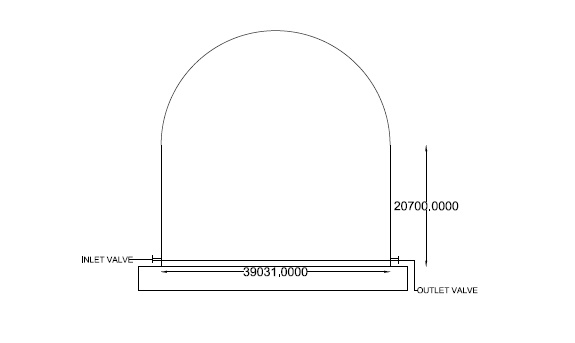 20700,0000
INLET VALVE
39031,0000
OUTLET VALVE